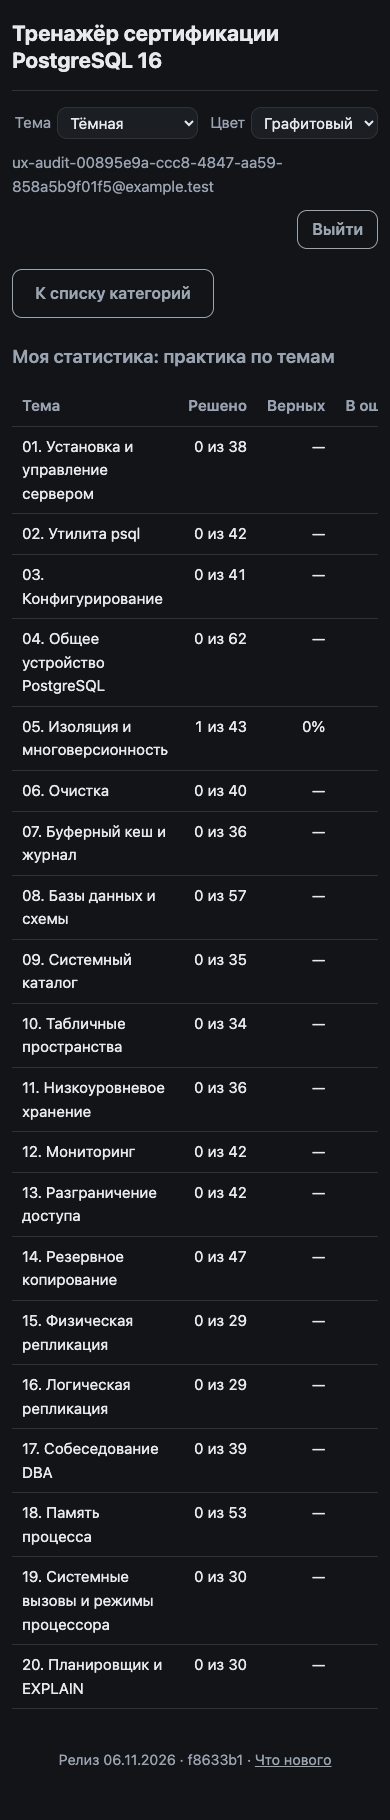 Тренажёр сертификации
PostgreSQL 16
Тема Тёмная Цвет Графитовый
ux-audit-00895e9a-ccc8-4847-aa59-
858a5b9f01f5@example.test
Выйти
К списку категорий
Моя статистика: практика по темам
Тема Решено Верных В ош
01. Установка и
управление
сервером
0 из 38 —
02. Утилита psql 0 из 42 —
03.
Конфигурирование
0 из 41 —
04. Общее
устройство
PostgreSQL
0 из 62 —
05. Изоляция и
многоверсионность
1 из 43 0%
06. Очистка 0 из 40 —
07. Буферный кеш и
журнал
0 из 36 —
08. Базы данных и
схемы
0 из 57 —
09. Системный
каталог
0 из 35 —
10. Табличные
пространства
0 из 34 —
11. Низкоуровневое
хранение
0 из 36 —
12. Мониторинг 0 из 42 —
13. Разграничение
доступа
0 из 42 —
14. Резервное
копирование
0 из 47 —
15. Физическая
репликация
0 из 29 —
16. Логическая
репликация
0 из 29 —
17. Собеседование
DBA
0 из 39 —
18. Память
процесса
0 из 53 —
19. Системные
вызовы и режимы
процессора
0 из 30 —
20. Планировщик и
EXPLAIN
0 из 30 —
Релиз 06.11.2026 · f8633b1 · Что нового